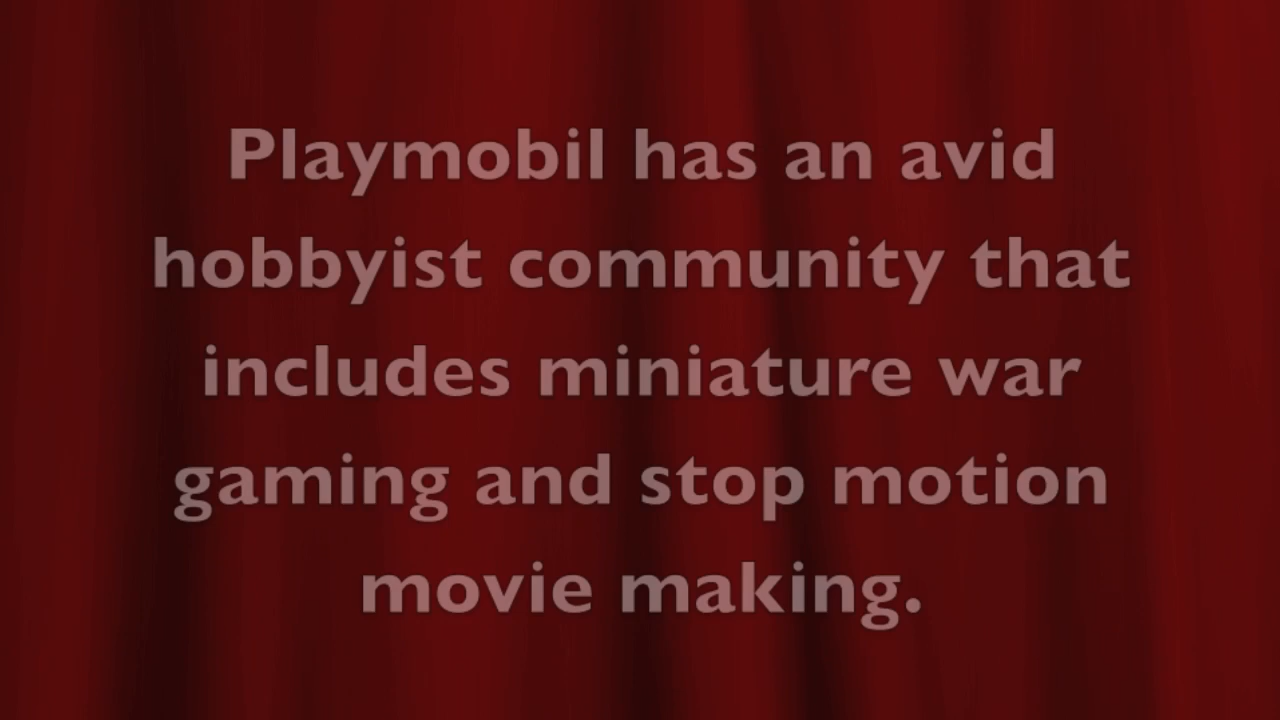 Playmobil has an avid
hobbyist community that
includes miniature war
gaming and stop motion
movie making.